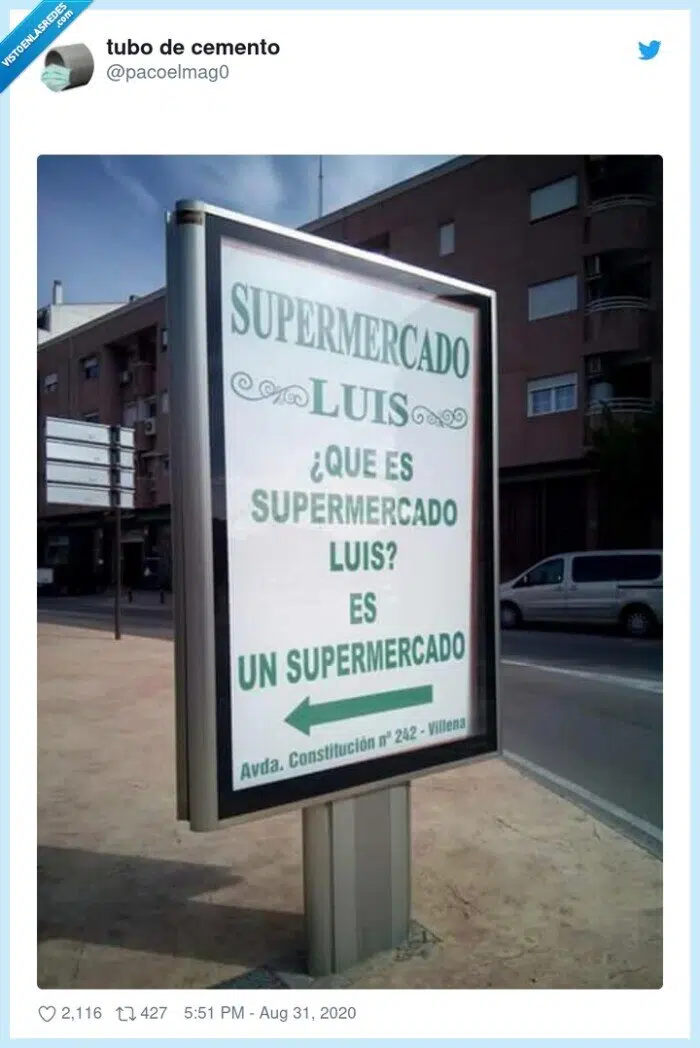 VISTOENLASREDES
.com
tubo de cemento
@pacoelmag0
SUPERMERCADO
LUIS
¿QUE ES
SUPERMERCADO
LUIS?
ES
UN SUPERMERCADO
Avda. Constitución nº 242 - Villena
2,116 427 5:51 PM - Aug 31, 2020